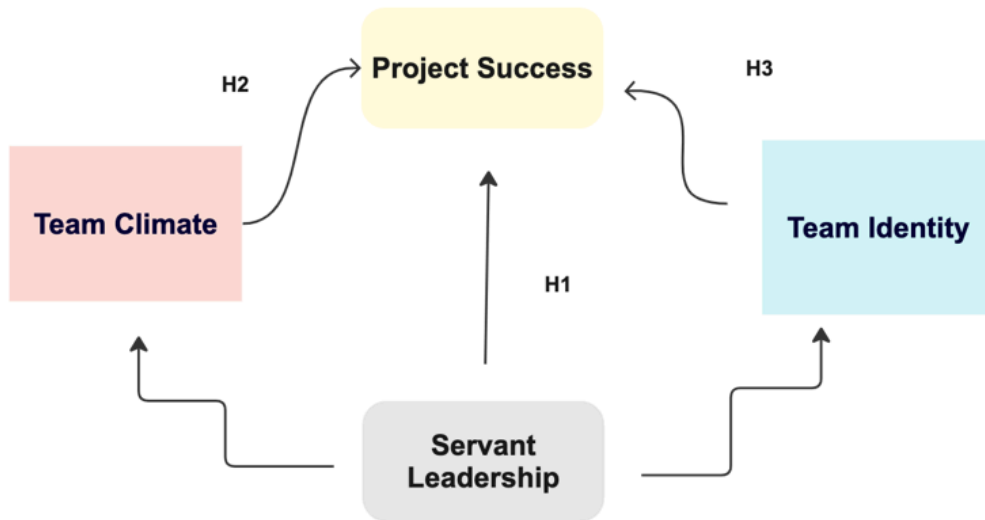 Project Success
H2
H3
Team Climate
Team Identity
H1
Servant
Leadership